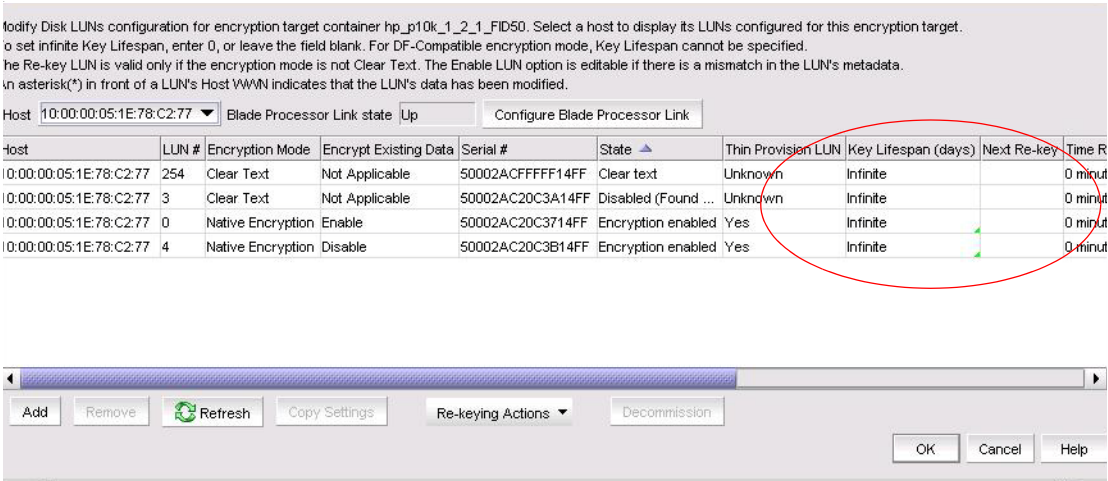 Modify Disk LUNs configuration for encryption target container hp_p10k_1_2_1_FID50. Select a host to display its LUNs configured for this encryption target.
o set infinite Key Lifespan, enter 0, or leave the field blank. For DF-Compatible encryption mode, Key Lifespan cannot be specified.
he Re-key LUN is valid only if the encryption mode is not Clear Text. The Enable LUN option is editable if there is a mismatch in the LUN's metadata.
An asterisk(*) in front of a LUN's Host WWN indicates that the LUN's data has been modified.
Host 10:00:00:05:1E:78:C2:77 Blade Processor Link state Up Configure Blade Processor Link
Host LUN # Encryption Mode Encrypt Existing Data Serial # State Thin Provision LUN Key Lifespan (days) Next Re-key Time R
10:00:00:05:1E:78:C2:77 254 Clear Text Not Applicable 50002ACFFFFF14FF Clear text Unknown Infinite 0 minut
10:00:00:05:1E:78:C2:77 3 Clear Text Not Applicable 50002AC20C3A14FF Disabled (Found ... Unknown Infinite 0 minut
10:00:00:05:1E:78:C2:77 0 Native Encryption Enable 50002AC20C3714FF Encryption enabled Yes Infinite 0 minut
10:00:00:05:1E:78:C2:77 4 Native Encryption Disable 50002AC20C3B14FF Encryption enabled Yes Infinite 0 minut
Add Remove Refresh Copy Settings Re-keying Actions Decommission
OK Cancel Help